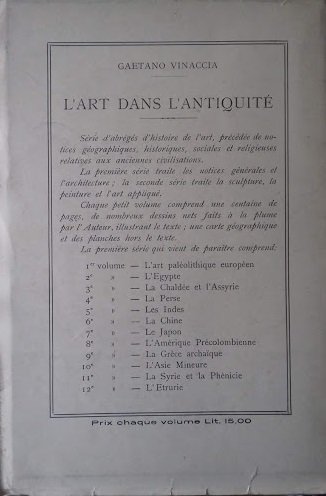 GAETANO VINACCIA
L'ART DANS L'ANTIQUITÉ
Série d'abrégés d'histoire de l'art, précédée de no-
tices géographiques, historiques, sociales et religieuses
relatives aux anciennes civilisations.
La première série traite les notices générales et
l'architecture ; la seconde série traite la sculpture, la
peinture et l'art appliqué.
Chaque petit volume comprend une centaine de
pages, de nombreux dessins nets faits à la plume
par l'Auteur, illustrant le texte ; une carte géographique
et des planches hors le texte.
La première série qui vient de paraître comprend:
1er volume — L'art paléolithique européen
2e » — L'Egypte
3e » — La Chaldée et l'Assyrie
4e » — La Perse
5e » — Les Indes
6e » — La Chine
7e » — Le Japon
8e » — L'Amérique Précolombienne
9e » — La Grèce archaïque
10e » — L'Asie Mineure
11e » — La Syrie et la Phénicie
12e » — L'Etrurie
Prix chaque volume Lit. 15,00